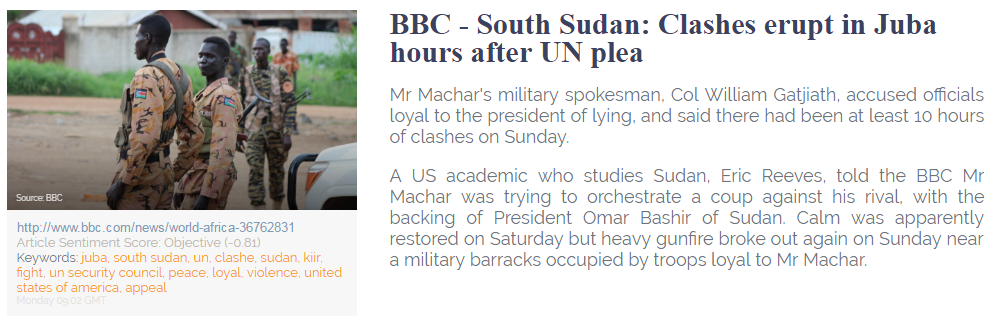 BBC - South Sudan: Clashes erupt in Juba
hours after UN plea
Mr Machar's military spokesman, Col William Gatjiath, accused officials
loyal to the president of lying, and said there had been at least 10 hours
of clashes on Sunday.
A US academic who studies Sudan, Eric Reeves, told the BBC Mr
Machar was trying to orchestrate a coup against his rival, with the
backing of President Omar Bashir of Sudan. Calm was apparently
restored on Saturday but heavy gunfire broke out again on Sunday near
a military barracks occupied by troops loyal to Mr Machar.
Source: BBC
http://www.bbc.com/news/world-africa-36762831
Article Sentiment Score: Objective (-0.81)
Keywords: juba, south sudan, un, clashe, sudan, kiir,
fight, un security council, peace, loyal, violence, united
states of america, appeal
Monday 09:02 GMT